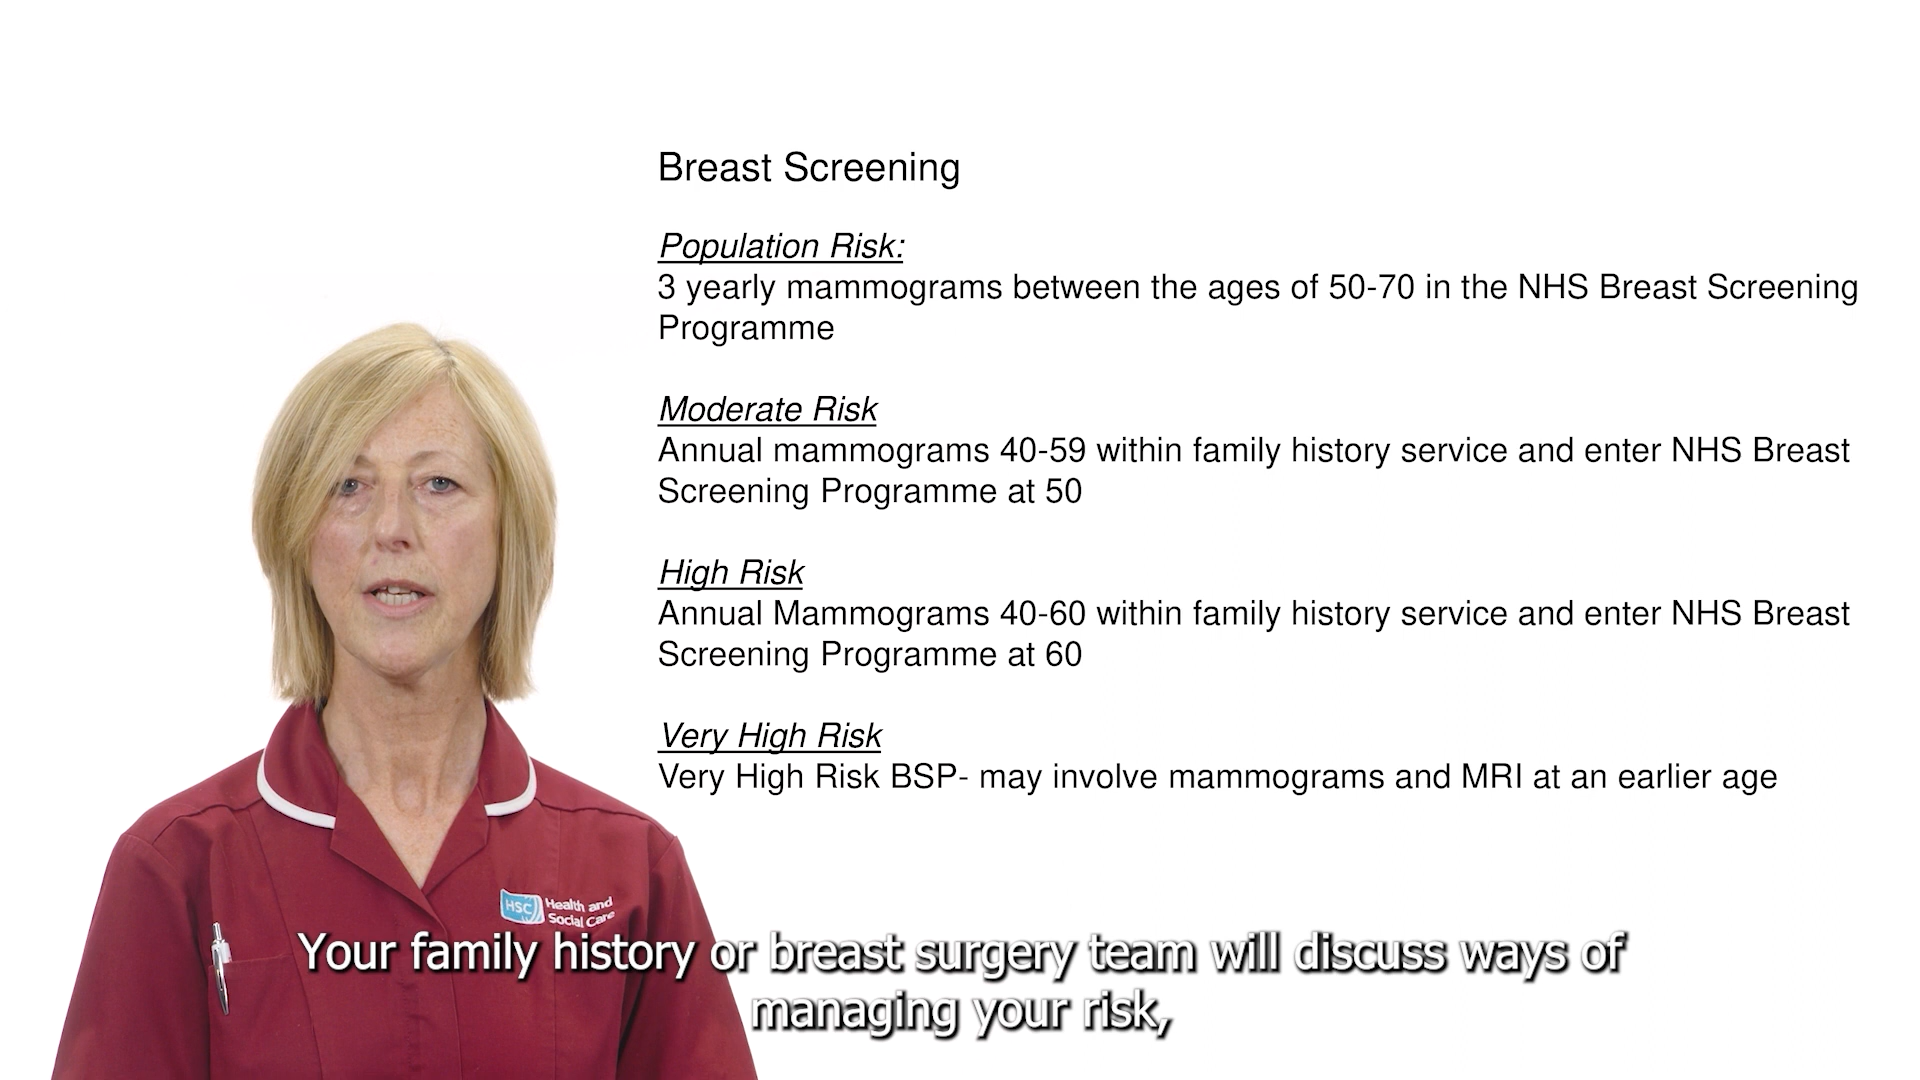 Breast Screening
Population Risk:
3 yearly mammograms between the ages of 50-70 in the NHS Breast Screening
Programme
Moderate Risk
Annual mammograms 40-59 within family history service and enter NHS Breast
Screening Programme at 50
High Risk
Annual Mammograms 40-60 within family history service and enter NHS Breast
Screening Programme at 60
Very High Risk
Very High Risk BSP- may involve mammograms and MRI at an earlier age
HSC Health and
Social Care
Your family history or breast surgery team will discuss ways of
managing your risk,